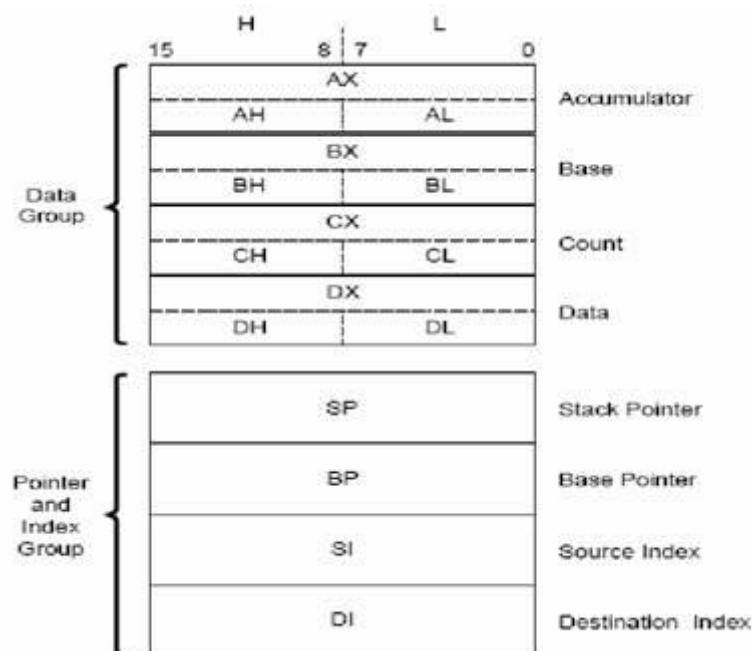 H L
15 8 7 0
AX
AH AL Accumulator
BX
BH BL Base
CX
CH CL Count
DX
DH DL Data
Data
Group
SP Stack Pointer
BP Base Pointer
SI Source Index
DI Destination Index
Pointer
and
Index
Group